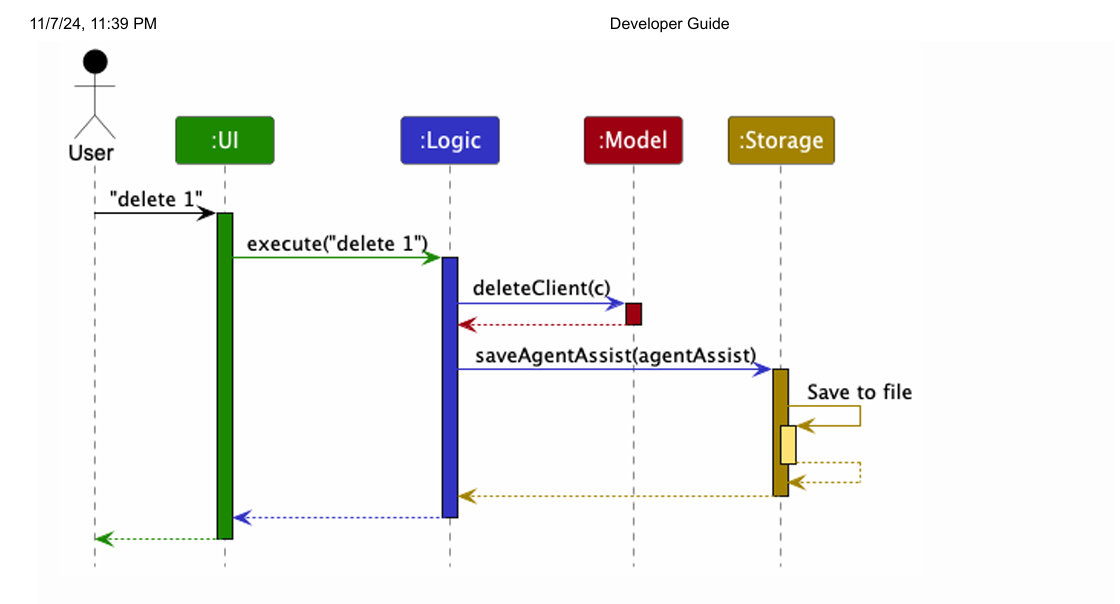 11/7/24, 11:39 PM
Developer Guide
User
:UI
:Logic
:Model
:Storage
"delete 1"
execute("delete 1")
deleteClient(c)
saveAgentAssist(agentAssist)
Save to file